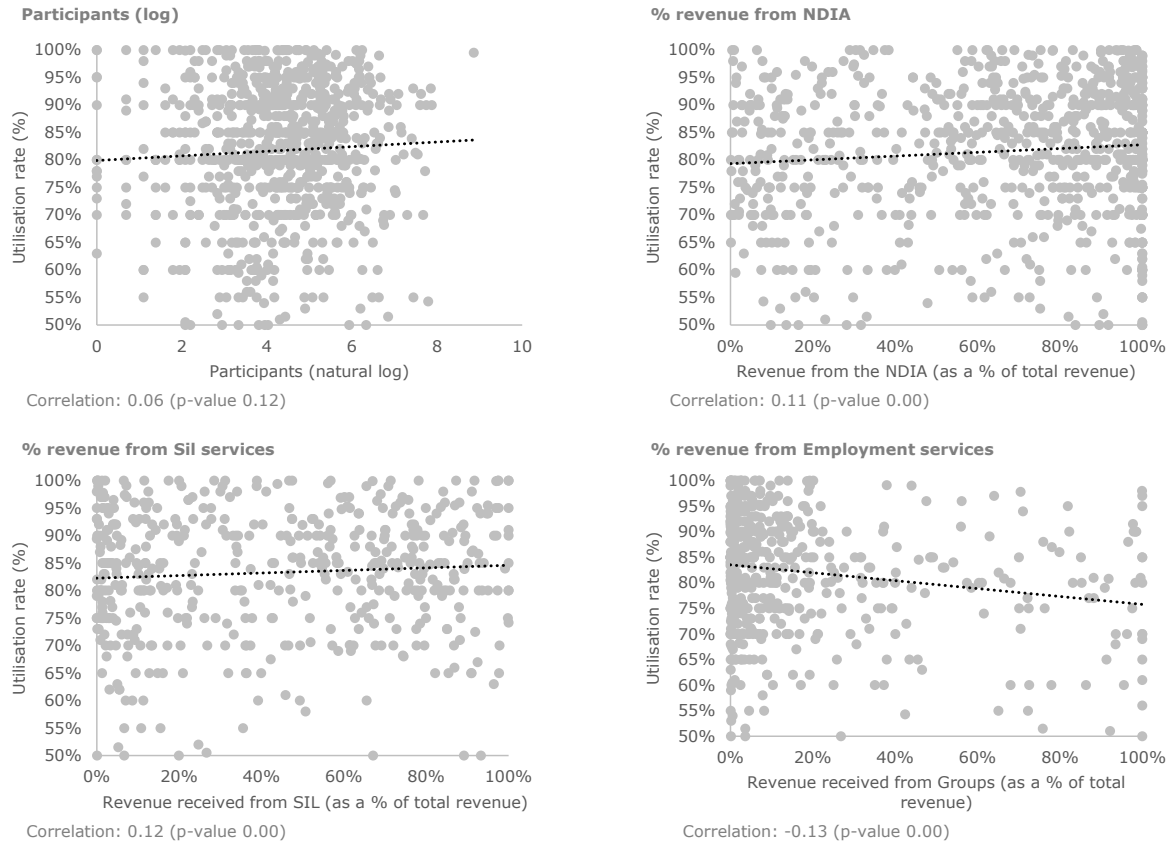 Participants (log)
100%
95%
90%
85%
80%
75%
70%
65%
60%
55%
50%
Utilisation rate (%)
0 2 4 6 8 10
Participants (natural log)
Correlation: 0.06 (p-value 0.12)
% revenue from NDIA
100%
95%
90%
85%
80%
75%
70%
65%
60%
55%
50%
Utilisation rate (%)
0% 20% 40% 60% 80% 100%
Revenue from the NDIA (as a % of total revenue)
Correlation: 0.11 (p-value 0.00)
% revenue from Sil services
100%
95%
90%
85%
80%
75%
70%
65%
60%
55%
50%
Utilisation rate (%)
0% 20% 40% 60% 80% 100%
Revenue received from SIL (as a % of total revenue)
Correlation: 0.12 (p-value 0.00)
% revenue from Employment services
100%
95%
90%
85%
80%
75%
70%
65%
60%
55%
50%
Utilisation rate (%)
0% 20% 40% 60% 80% 100%
Revenue received from Groups (as a % of total
revenue)
Correlation: -0.13 (p-value 0.00)